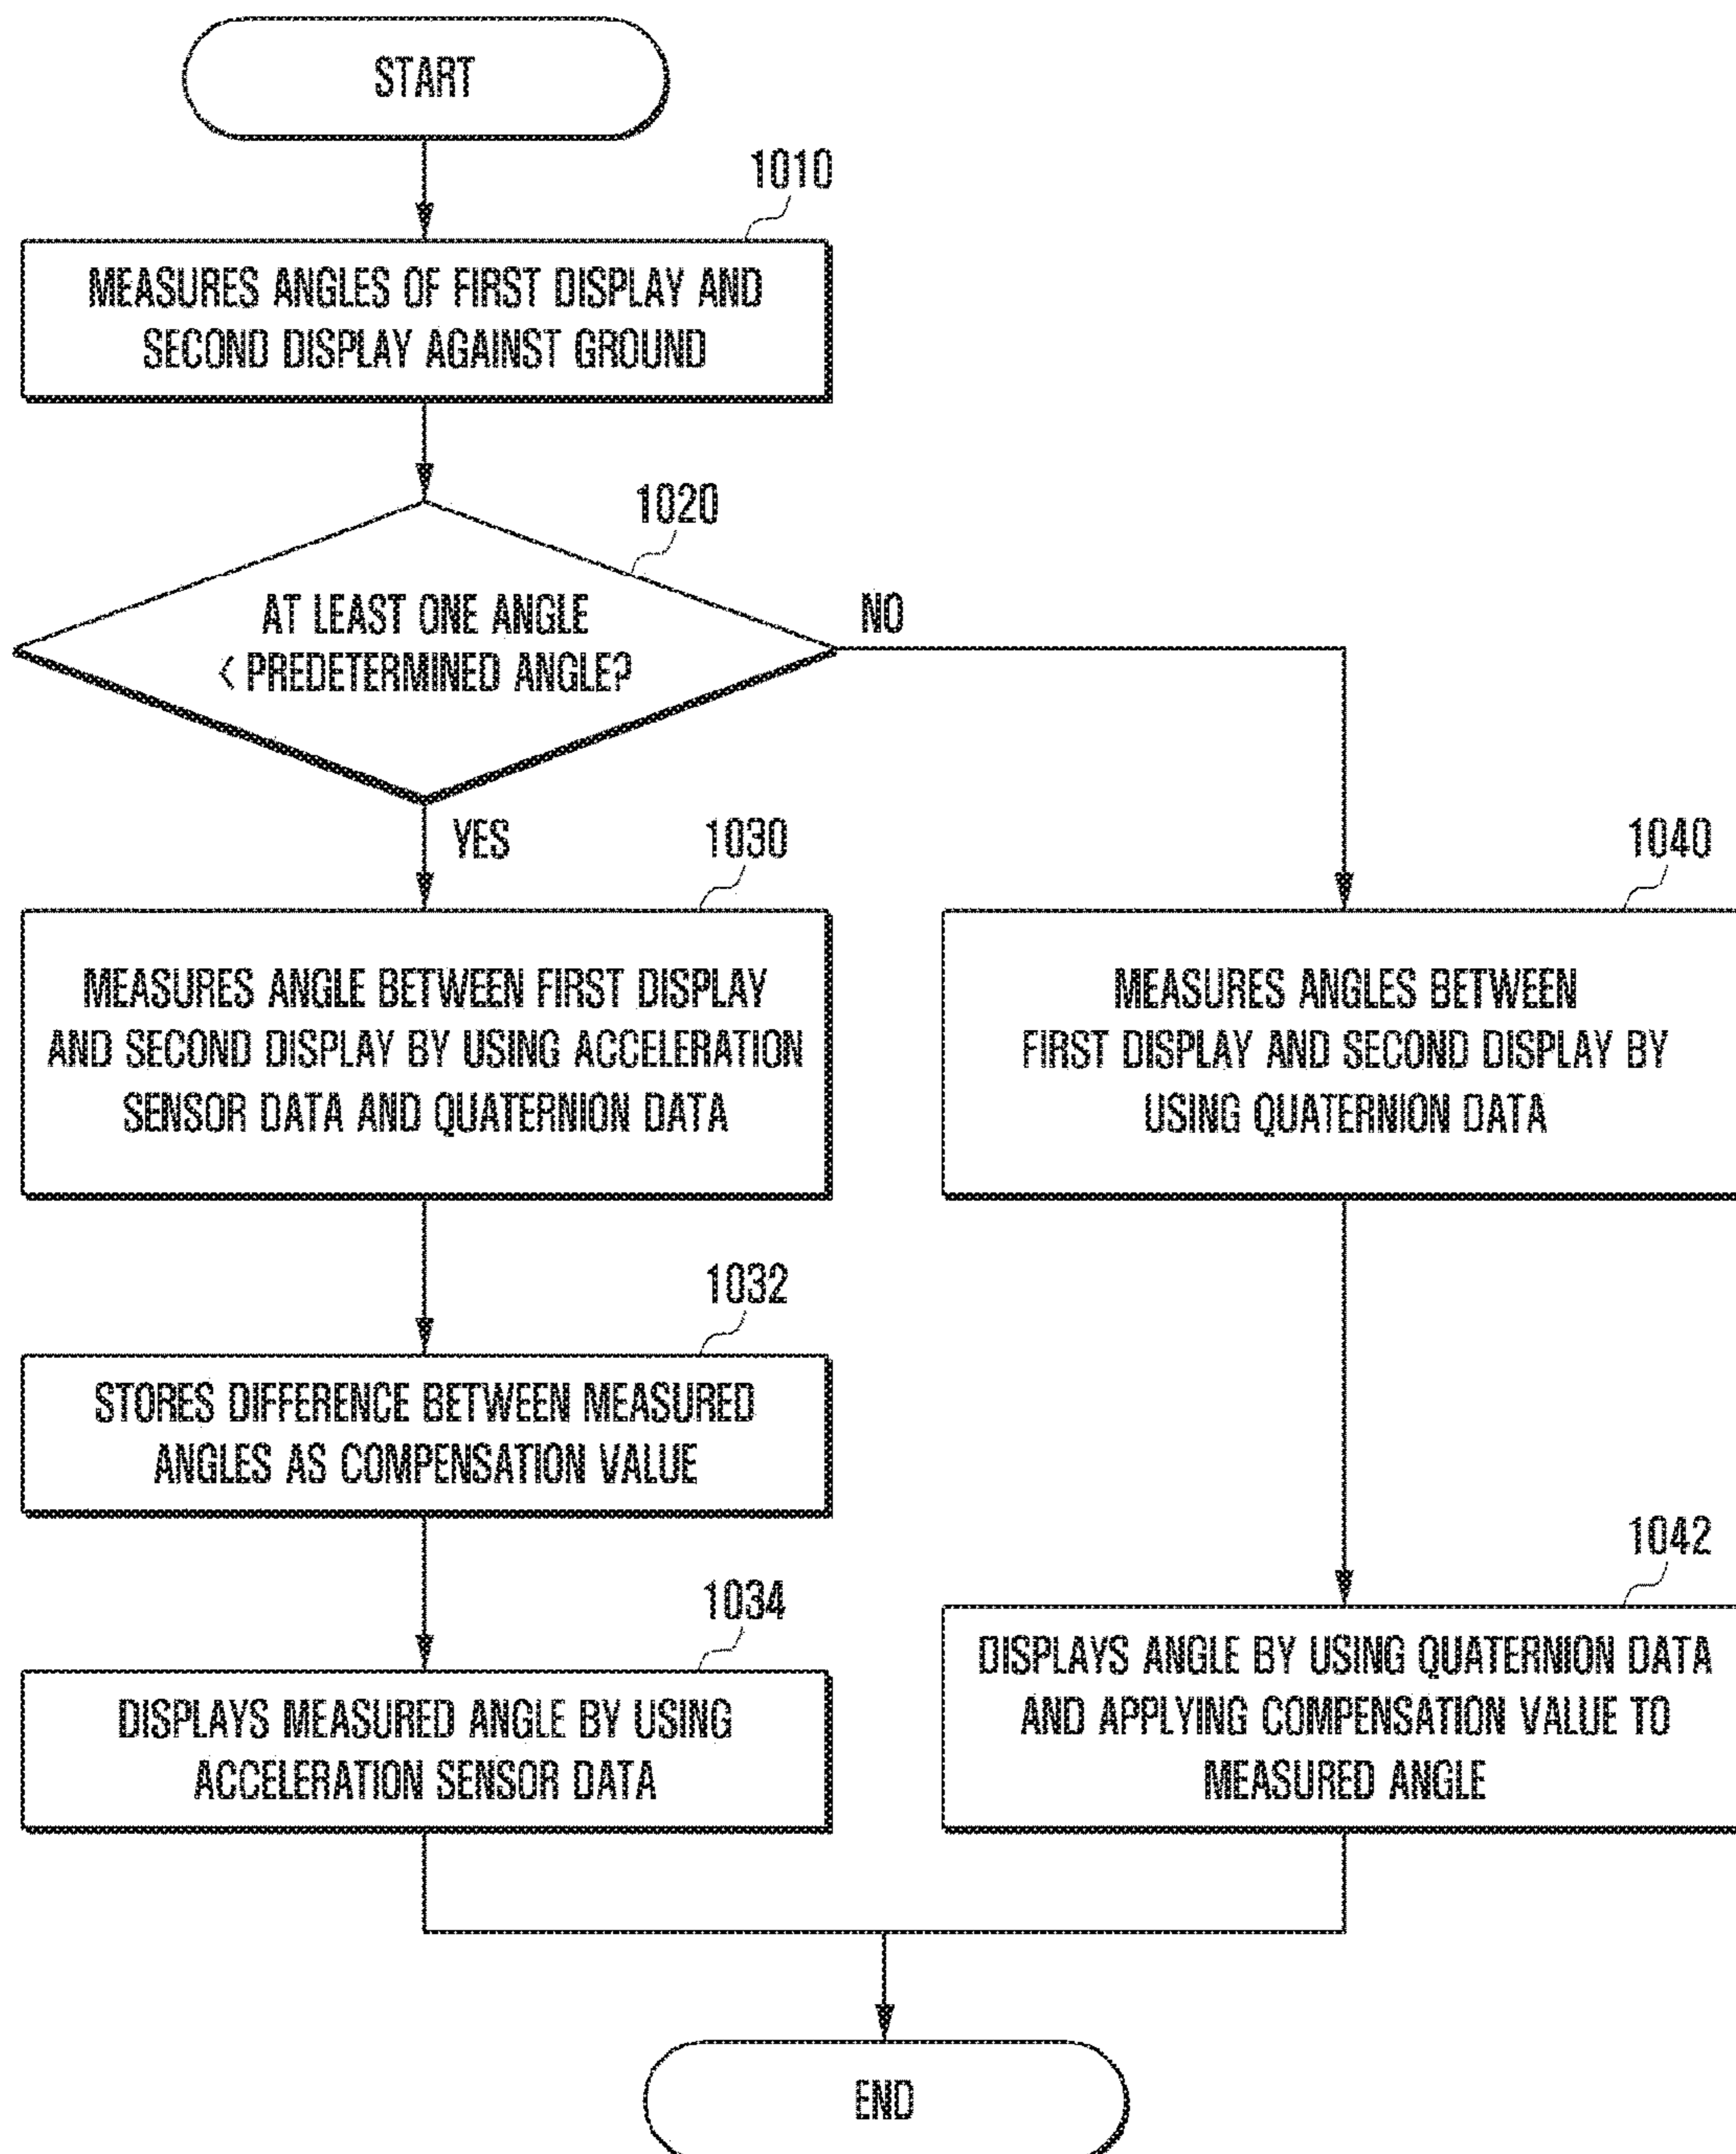 START
1010
MEASURES ANGLES OF FIRST DISPLAY AND
SECOND DISPLAY AGAINST GROUND
1020
AT LEAST ONE ANGLE
< PREDETERMINED ANGLE?
NO
YES
1030
MEASURES ANGLE BETWEEN FIRST DISPLAY
AND SECOND DISPLAY BY USING ACCELERATION
SENSOR DATA AND QUATERNION DATA
1040
MEASURES ANGLES BETWEEN
FIRST DISPLAY AND SECOND DISPLAY BY
USING QUATERNION DATA
1032
STORES DIFFERENCE BETWEEN MEASURED
ANGLES AS COMPENSATION VALUE
1034
DISPLAYS MEASURED ANGLE BY USING
ACCELERATION SENSOR DATA
1042
DISPLAYS ANGLE BY USING QUATERNION DATA
AND APPLYING COMPENSATION VALUE TO
MEASURED ANGLE
END